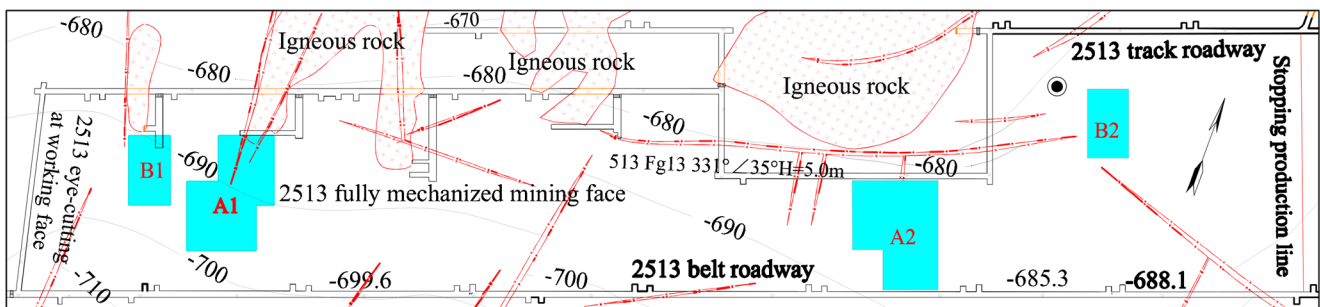 -680
-670
Igneous rock
Igneous rock
Igneous rock
2513 track roadway
-680
-680
-680
-680
Stopping production line
2513 eye-cutting
at working face
B1
-690
A1
2513 fully mechanized mining face
513 Fg13 331°∠35°H=5.0m
B2
-690
A2
-710
-700
-699.6
-700
2513 belt roadway
-685.3
-688.1